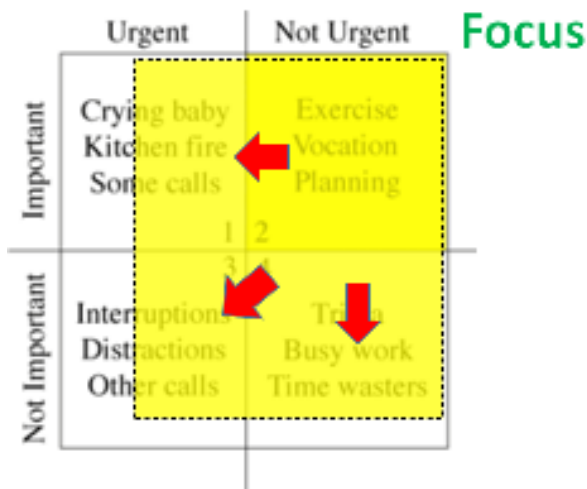 Urgent
Not Urgent
Focus
Important
Crying baby
Kitchen fire
Some calls
1
Exercise
Vocation
Planning
2
Not Important
3
Interruptions
Distractions
Other calls
4
Trivia
Busy work
Time wasters